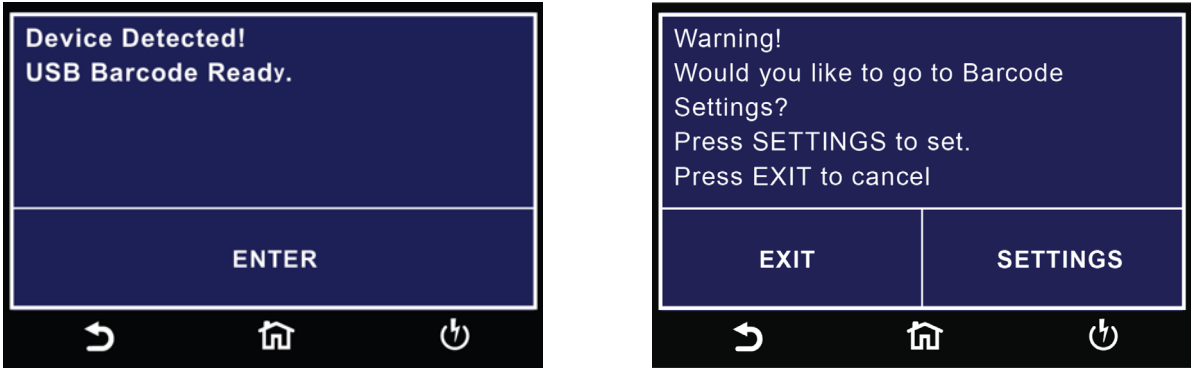 Device Detected!
USB Barcode Ready.
ENTER
Warning!
Would you like to go to Barcode
Settings?
Press SETTINGS to set.
Press EXIT to cancel
EXIT
SETTINGS